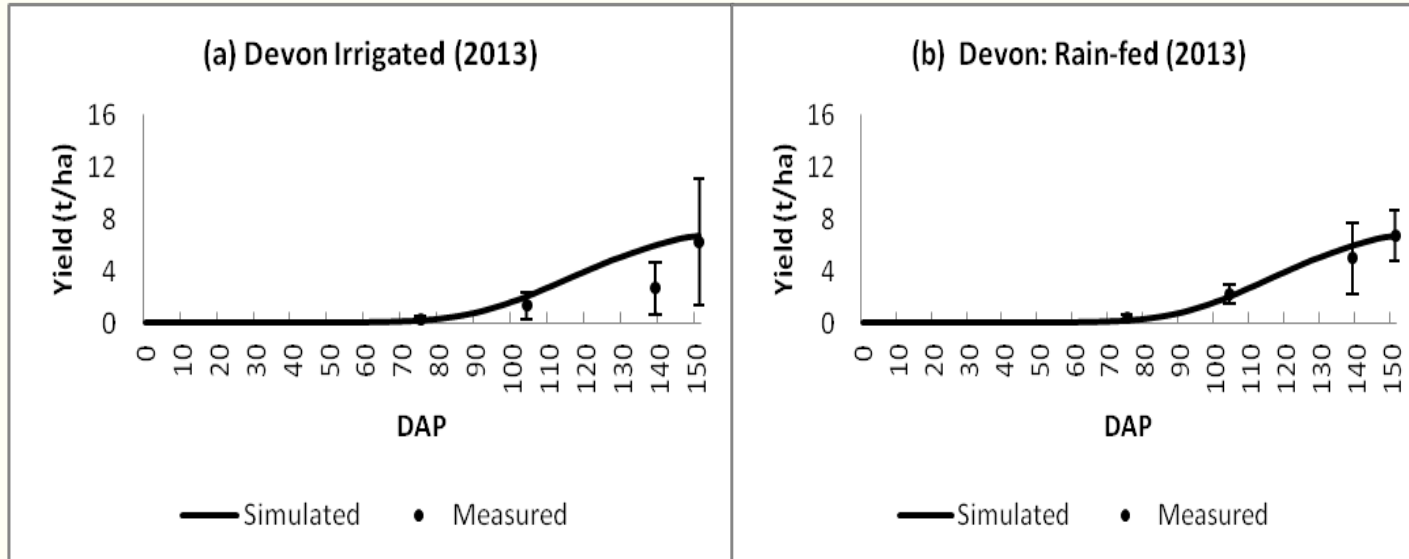 (a) Devon Irrigated (2013)
16
12
8
4
0
Yield (t/ha)
0 10 20 30 40 50 60 70 80 90 100 110 120 130 140 150
DAP
Simulated Measured
(b) Devon: Rain-fed (2013)
16
12
8
4
0
Yield (t/ha)
0 10 20 30 40 50 60 70 80 90 100 110 120 130 140 150
DAP
Simulated Measured